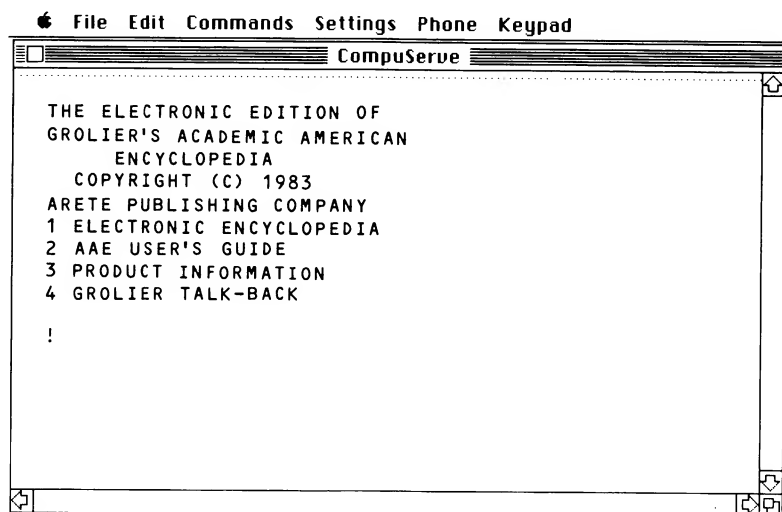 File Edit Commands Settings Phone Keypad
CompuServe
THE ELECTRONIC EDITION OF
GROLIER'S ACADEMIC AMERICAN
ENCYCLOPEDIA
COPYRIGHT (C) 1983
ARETE PUBLISHING COMPANY
1 ELECTRONIC ENCYCLOPEDIA
2 AAE USER'S GUIDE
3 PRODUCT INFORMATION
4 GROLIER TALK-BACK
!